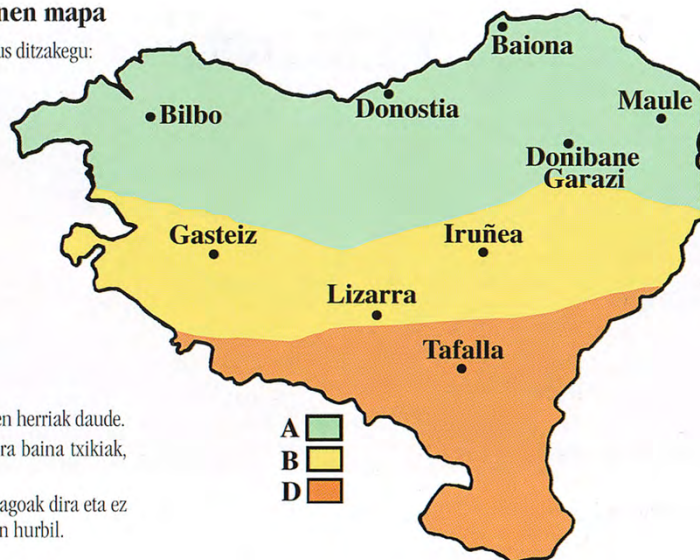 nen mapa
us ditzakegu:
Baiona
Bilbo
Donostia
Maule
Donibane
Garazi
Gasteiz
Iruñea
Lizarra
Tafalla
en herriak daude.
ra baina txikiak,
agoak dira eta ez
n hurbil.
A
B
D